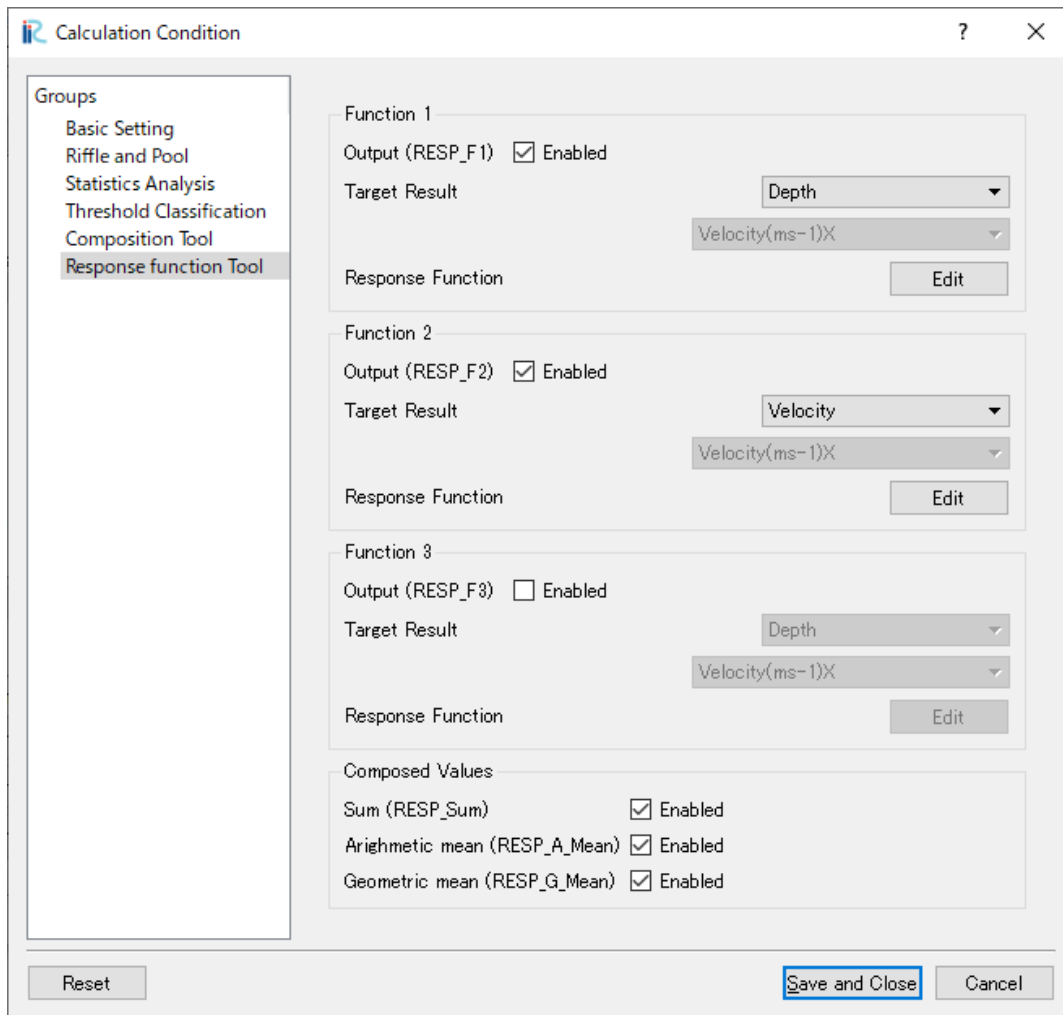 iRC Calculation Condition ?
Groups
Basic Setting
Riffle and Pool
Statistics Analysis
Threshold Classification
Composition Tool
Response function Tool
Function 1
Output (RESP_F1) Enabled
Target Result Depth
Velocity(ms-1)X
Response Function Edit
Function 2
Output (RESP_F2) Enabled
Target Result Velocity
Velocity(ms-1)X
Response Function Edit
Function 3
Output (RESP_F3) Enabled
Target Result Depth
Velocity(ms-1)X
Response Function Edit
Composed Values
Sum (RESP_Sum) Enabled
Arighmetic mean (RESP_A_Mean) Enabled
Geometric mean (RESP_G_Mean) Enabled
Reset Save and Close Cancel